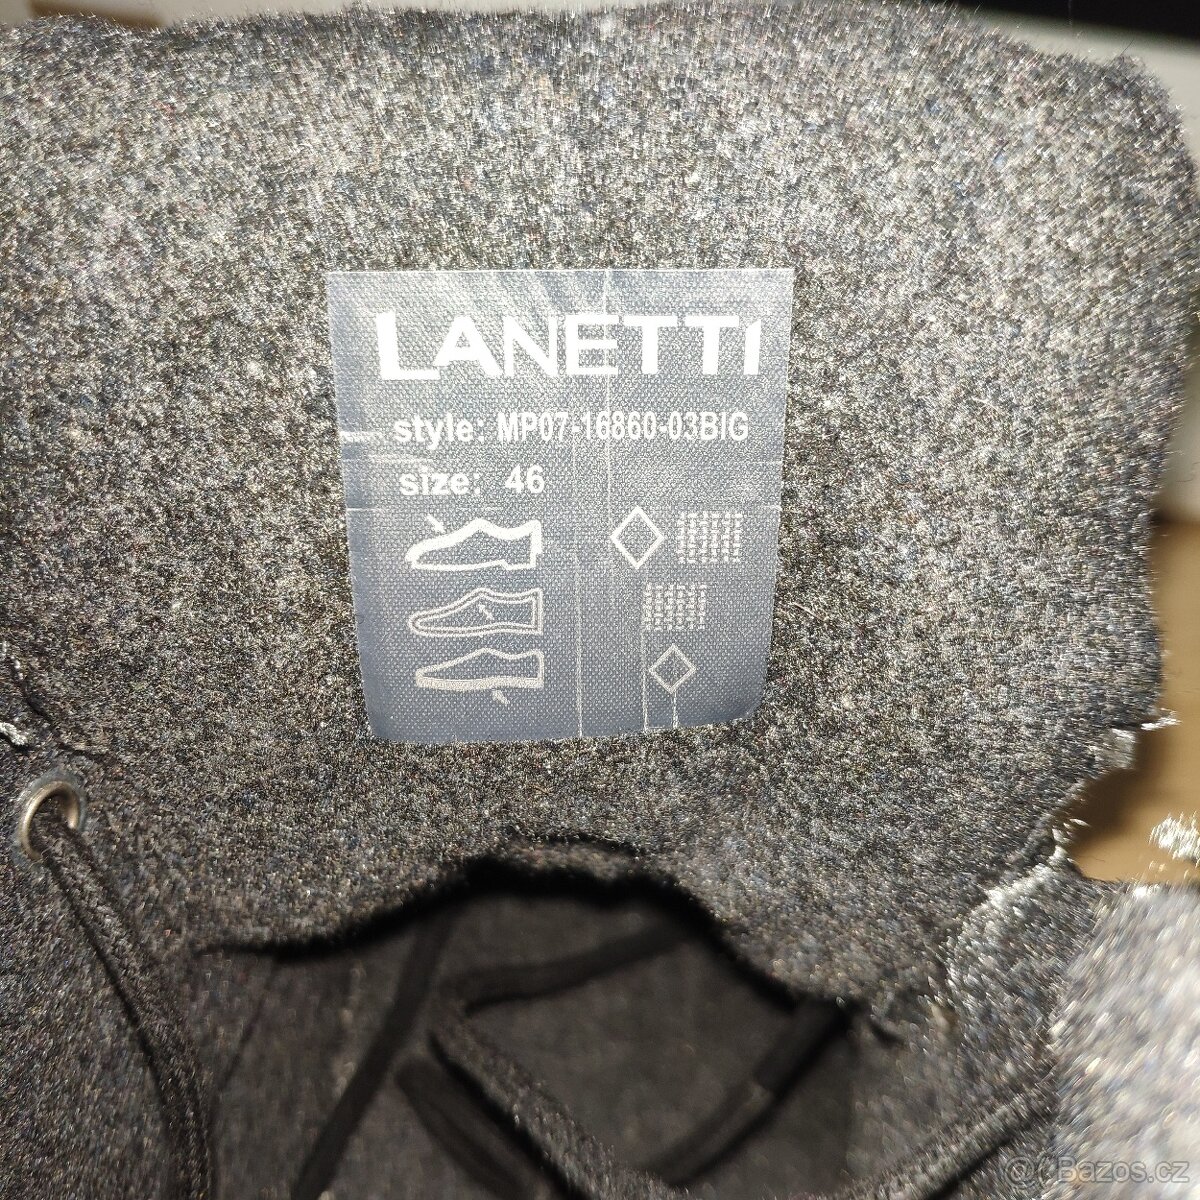 LANETTI
style: MP07-16860-03BIG
size: 46
@ Bazos.cz